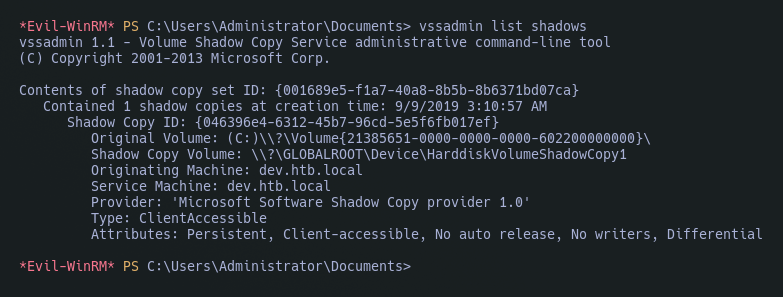 *Evil-WinRM* PS C:\Users\Administrator\Documents> vssadmin list shadows
vssadmin 1.1 - Volume Shadow Copy Service administrative command-line tool
(C) Copyright 2001-2013 Microsoft Corp.

Contents of shadow copy set ID: {001689e5-f1a7-40a8-8b5b-8b6371bd07ca}
   Contained 1 shadow copies at creation time: 9/9/2019 3:10:57 AM
      Shadow Copy ID: {046396e4-6312-45b7-96cd-5e5f6fb017ef}
         Original Volume: (C:)\\?\Volume{21385651-0000-0000-0000-602200000000}\
         Shadow Copy Volume: \\?\GLOBALROOT\Device\HarddiskVolumeShadowCopy1
         Originating Machine: dev.htb.local
         Service Machine: dev.htb.local
         Provider: 'Microsoft Software Shadow Copy provider 1.0'
         Type: ClientAccessible
         Attributes: Persistent, Client-accessible, No auto release, No writers, Differential

*Evil-WinRM* PS C:\Users\Administrator\Documents>